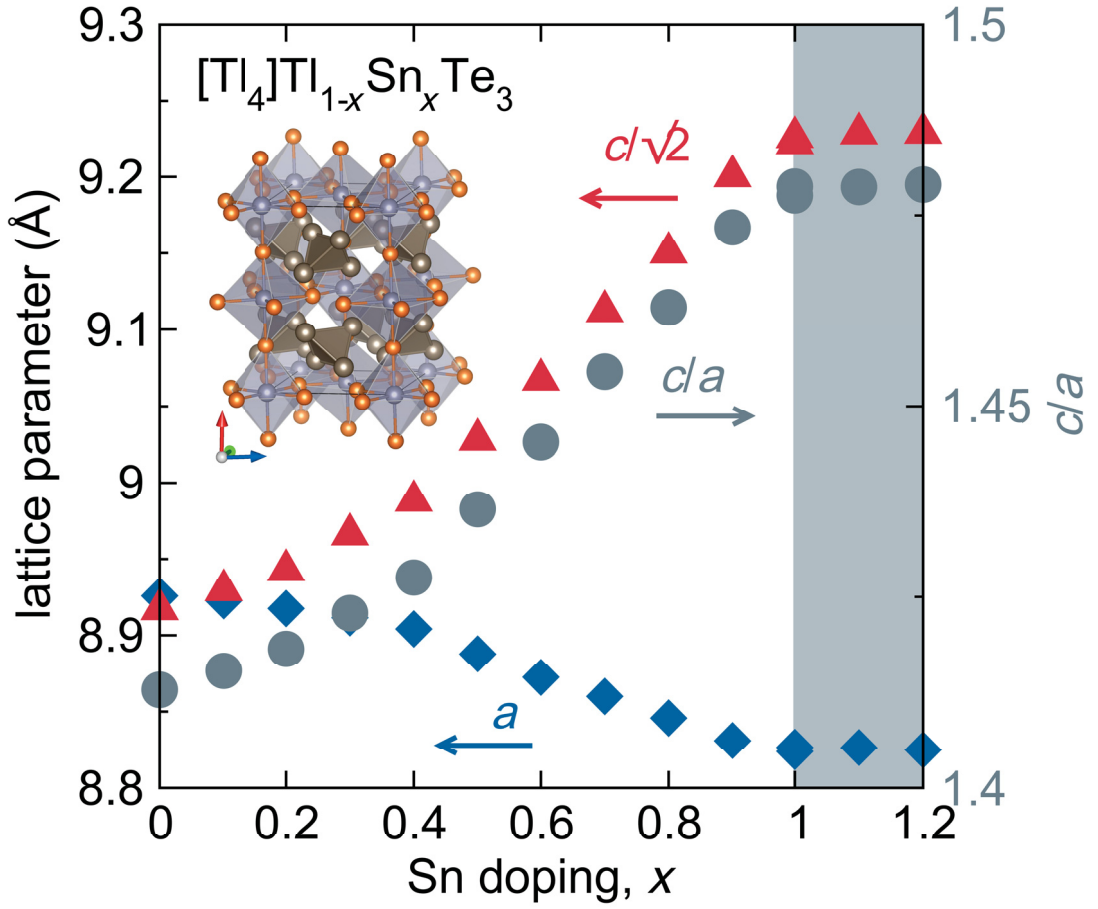 9.3
9.2
9.1
9
8.9
8.8
lattice parameter (Å)
[Tl₄]Tl₁₋ₓSnₓTe₃
c/√2
c/a
a
1.5
1.45
1.4
c/a
0 0.2 0.4 0.6 0.8 1 1.2
Sn doping, x